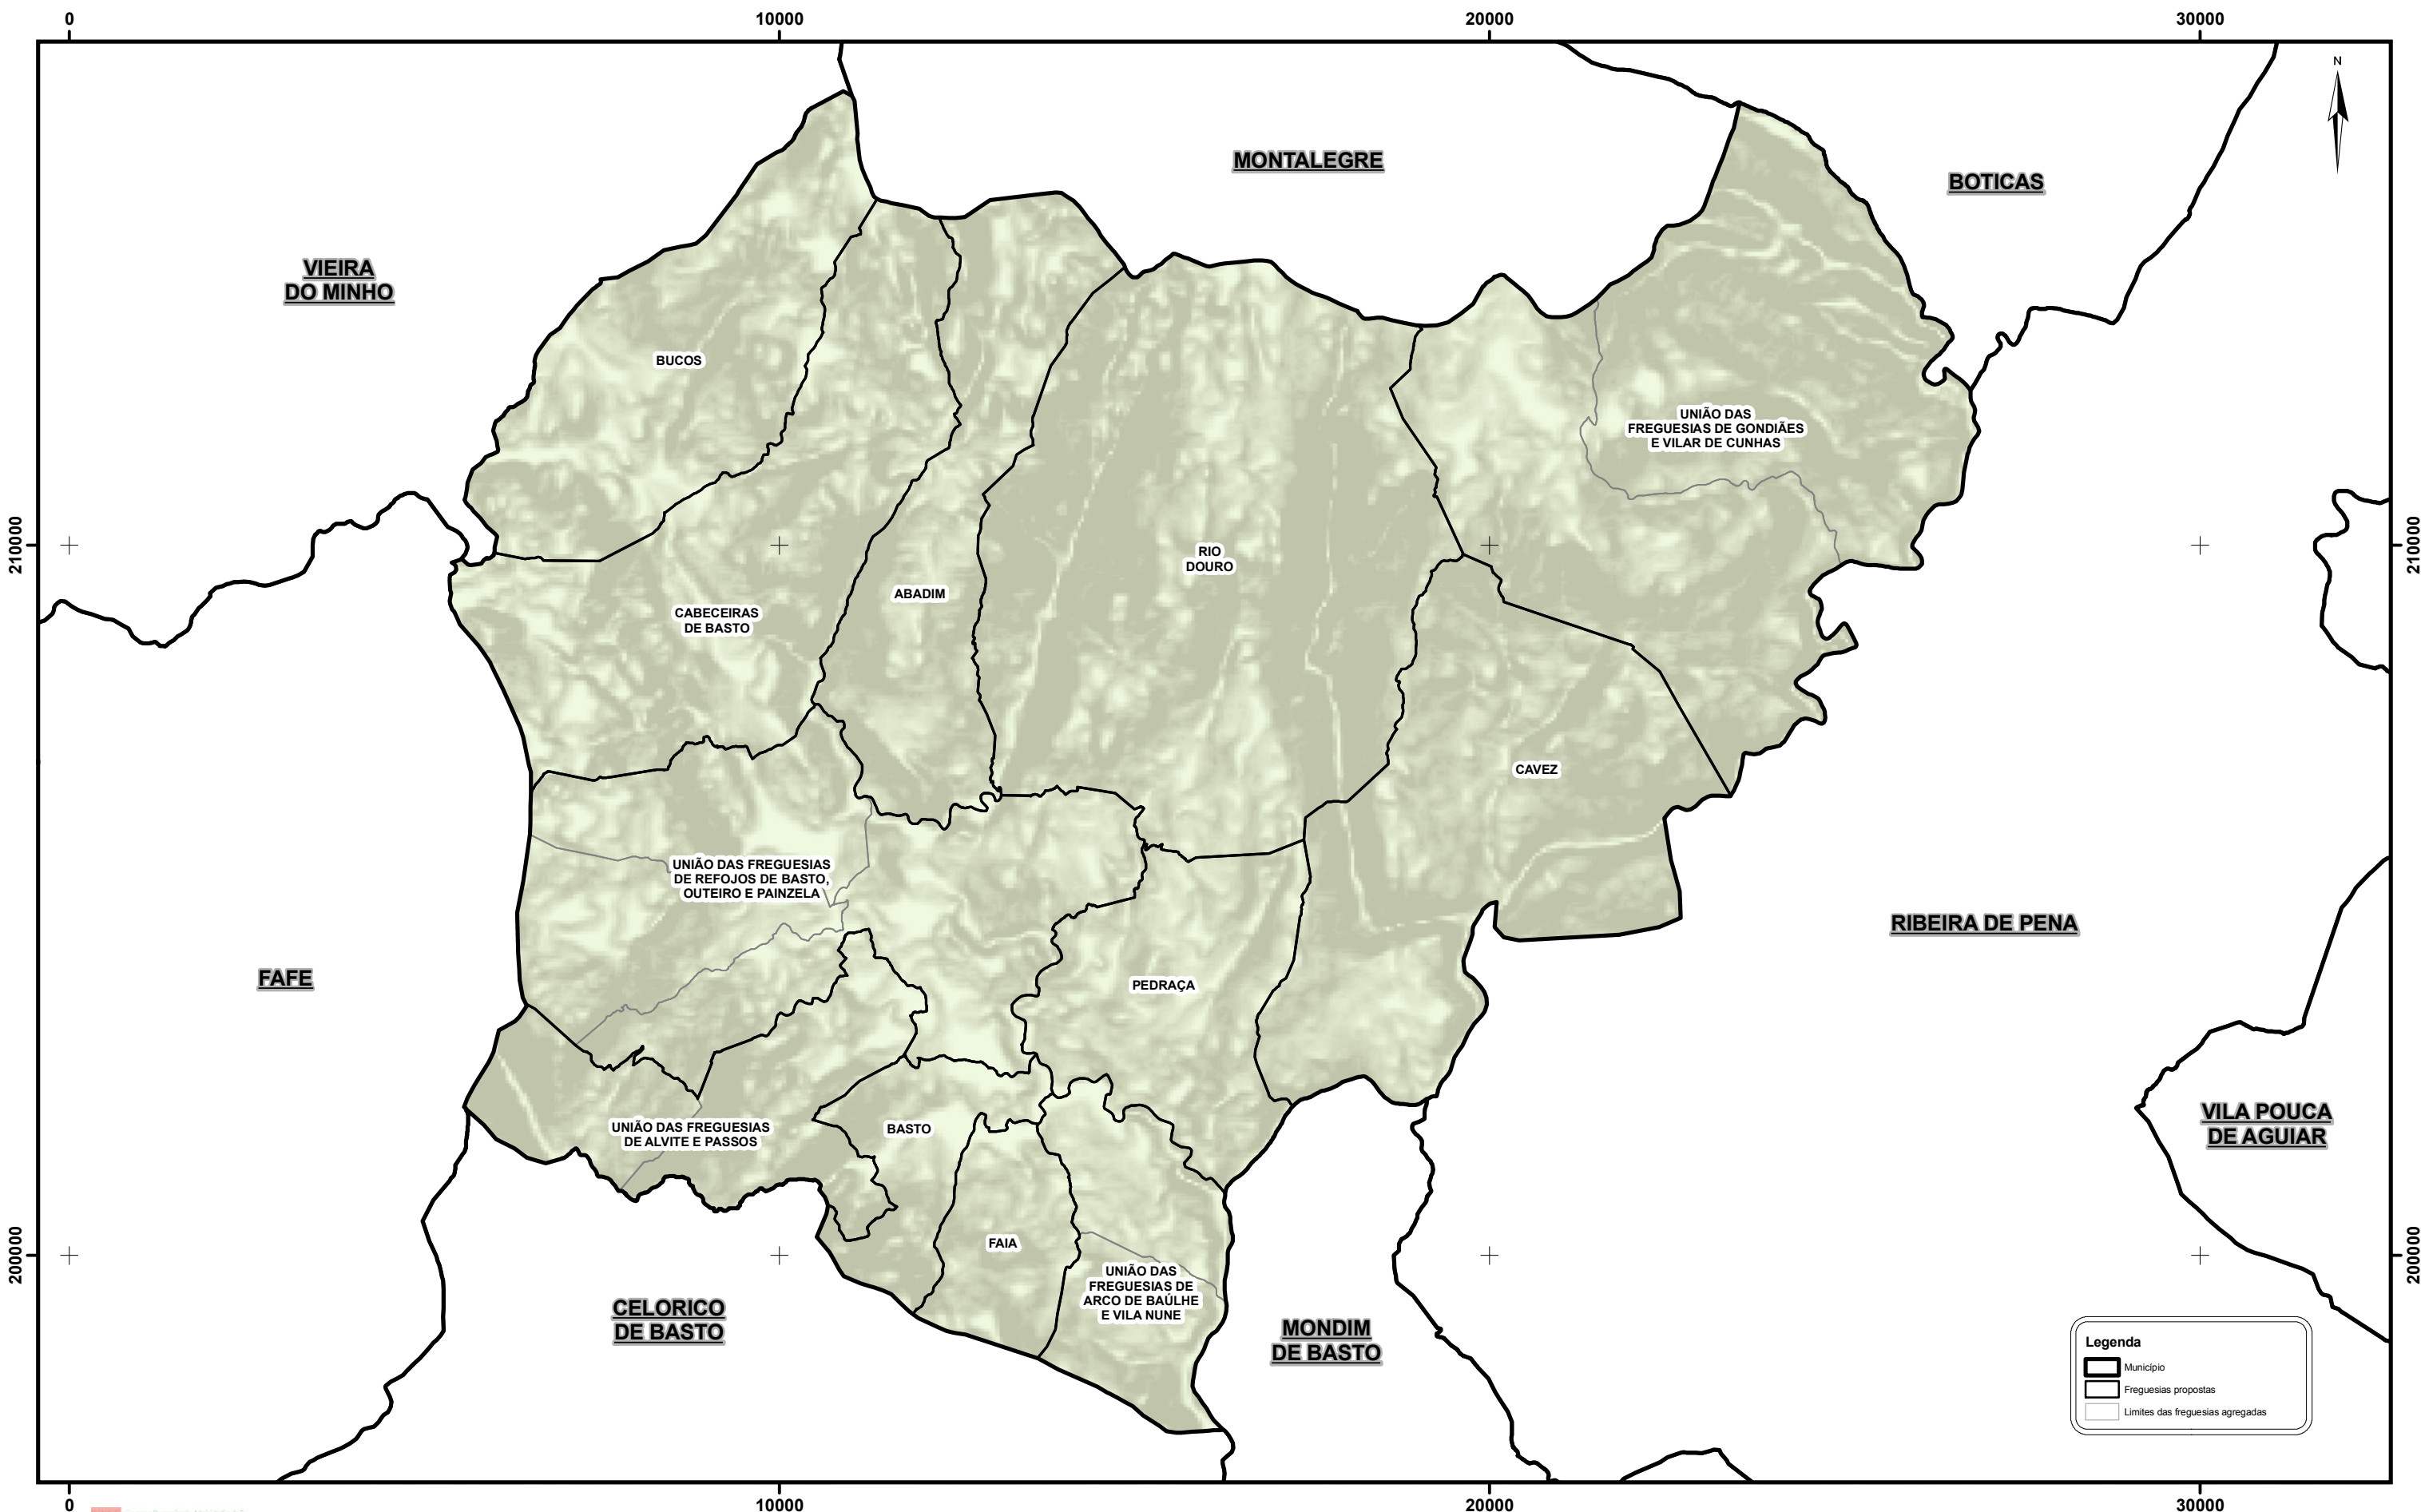 0
10000
20000
30000
N
MONTALEGRE
BOTICAS
VIEIRA
DO MINHO
BUCOS
UNIÃO DAS
FREGUESIAS DE GONDIÃES
E VILAR DE CUNHAS
210000
210000
RIO
DOURO
ABADIM
CABECEIRAS
DE BASTO
CAVEZ
UNIÃO DAS FREGUESIAS
DE REFOJOS DE BASTO,
OUTEIRO E PAINZELA
RIBEIRA DE PENA
FAFE
PEDRAÇA
VILA POUCA
DE AGUIAR
UNIÃO DAS FREGUESIAS
DE ALVITE E PASSOS
BASTO
200000
200000
FAIA
UNIÃO DAS
FREGUESIAS DE
ARCO DE BAÚLHE
E VILA NUNE
CELORICO
DE BASTO
MONDIM
DE BASTO
Legenda
Município
Freguesias propostas
Limites das freguesias agregadas
0
10000
20000
30000